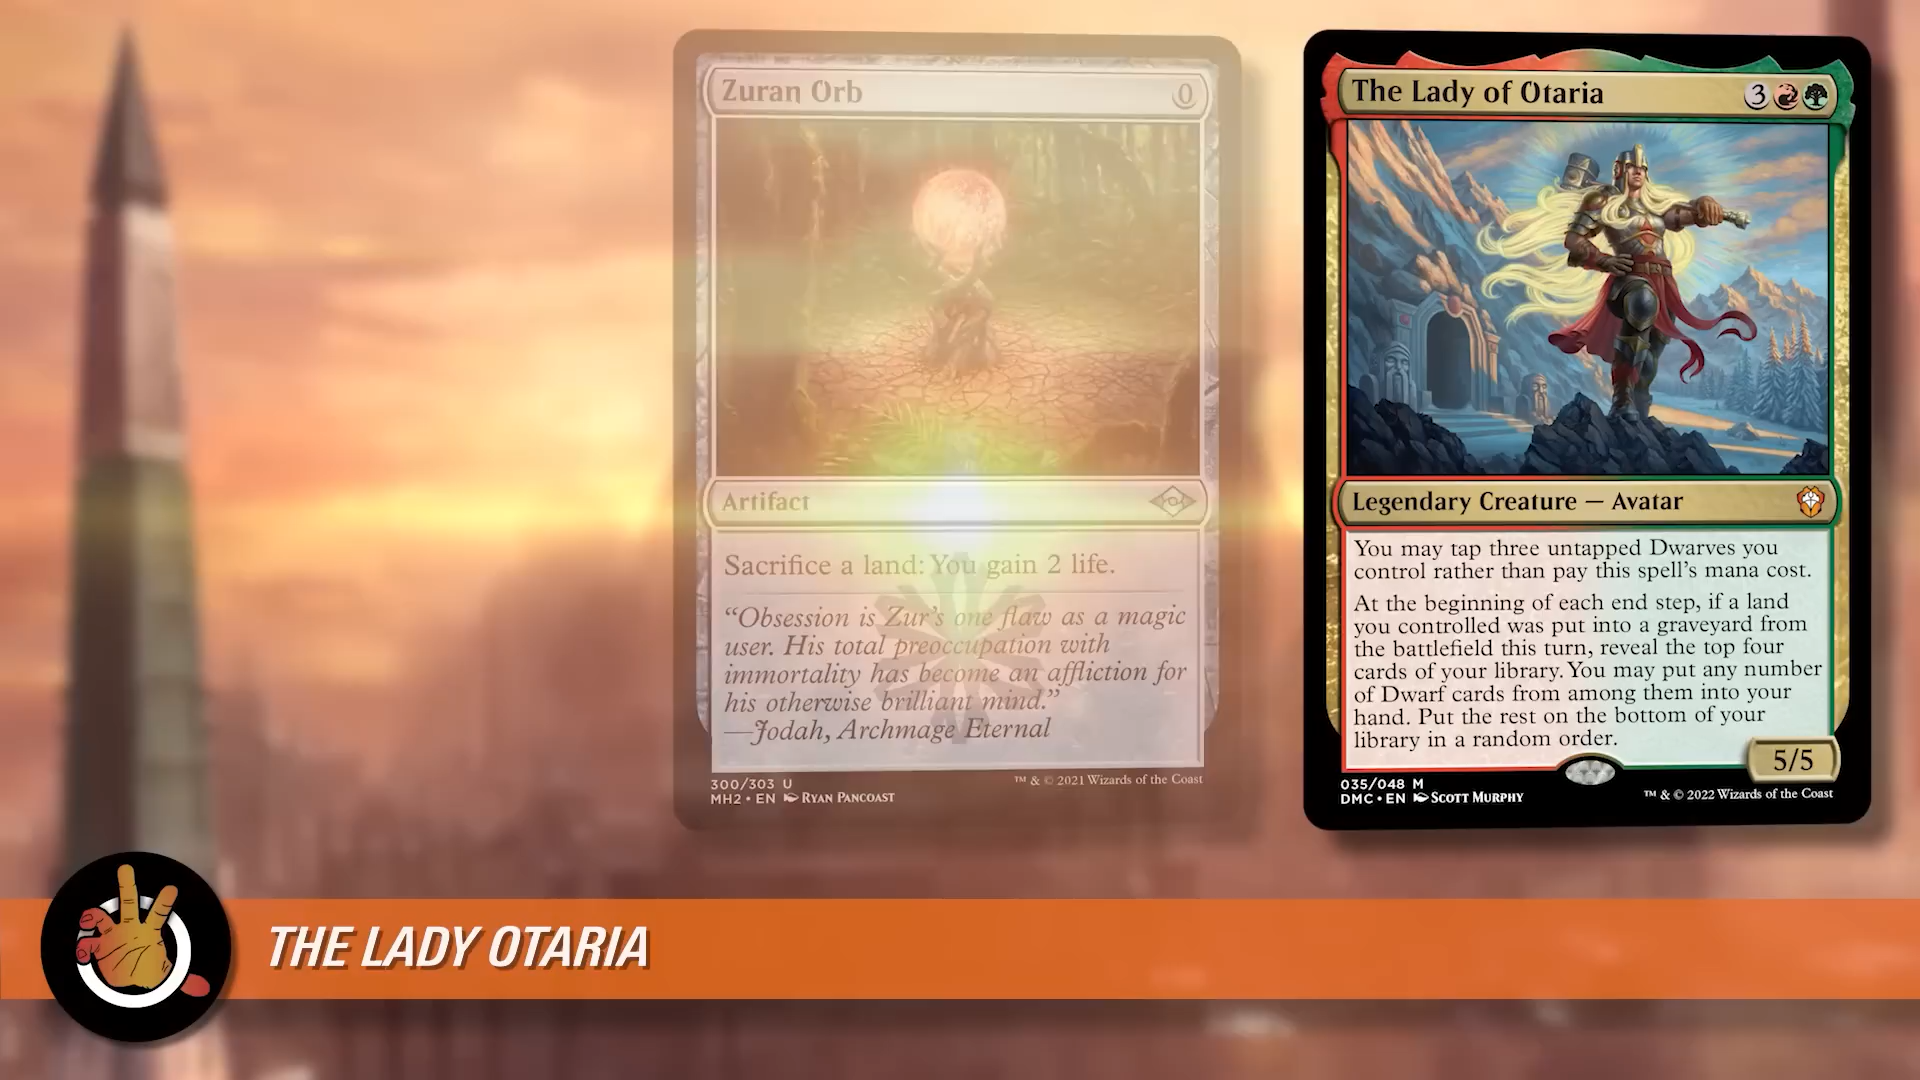 Zuran Orb
0
Artifact
Sacrifice a land: You gain 2 life.
“Obsession is Zur’s one flaw as a magic
user. His total preoccupation with
immortality has become an affliction for
his otherwise brilliant mind.”
—Jodah, Archmage Eternal
300/303 U
MH2 • EN RYAN PANCOAST
™ & © 2021 Wizards of the Coast
The Lady of Otaria
3
Legendary Creature — Avatar
You may tap three untapped Dwarves you
control rather than pay this spell’s mana cost.
At the beginning of each end step, if a land
you controlled was put into a graveyard from
the battlefield this turn, reveal the top four
cards of your library. You may put any number
of Dwarf cards from among them into your
hand. Put the rest on the bottom of your
library in a random order.
5/5
035/048 M
DMC • EN SCOTT MURPHY
™ & © 2022 Wizards of the Coast
THE LADY OTARIA